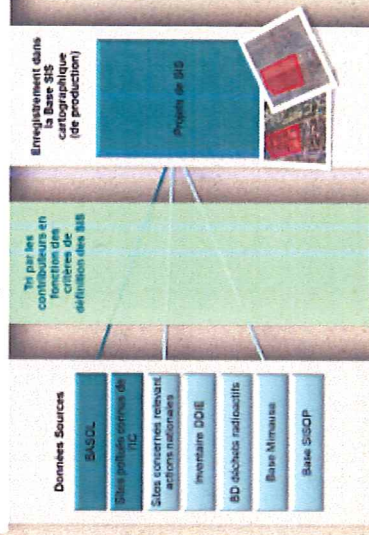 Données Sources
BASOL
Sites pollués connus de
l'IC
Sites concernés relevant
actions nationales
Inventaire DDIE
BD déchets radioactifs
Base Mimausa
Base SISOP
Tri par les
contributeurs en
fonction des
critères de
définition des SIS
Enregistrement dans
la Base SIS
cartographique
(de production)
Projets de SIS